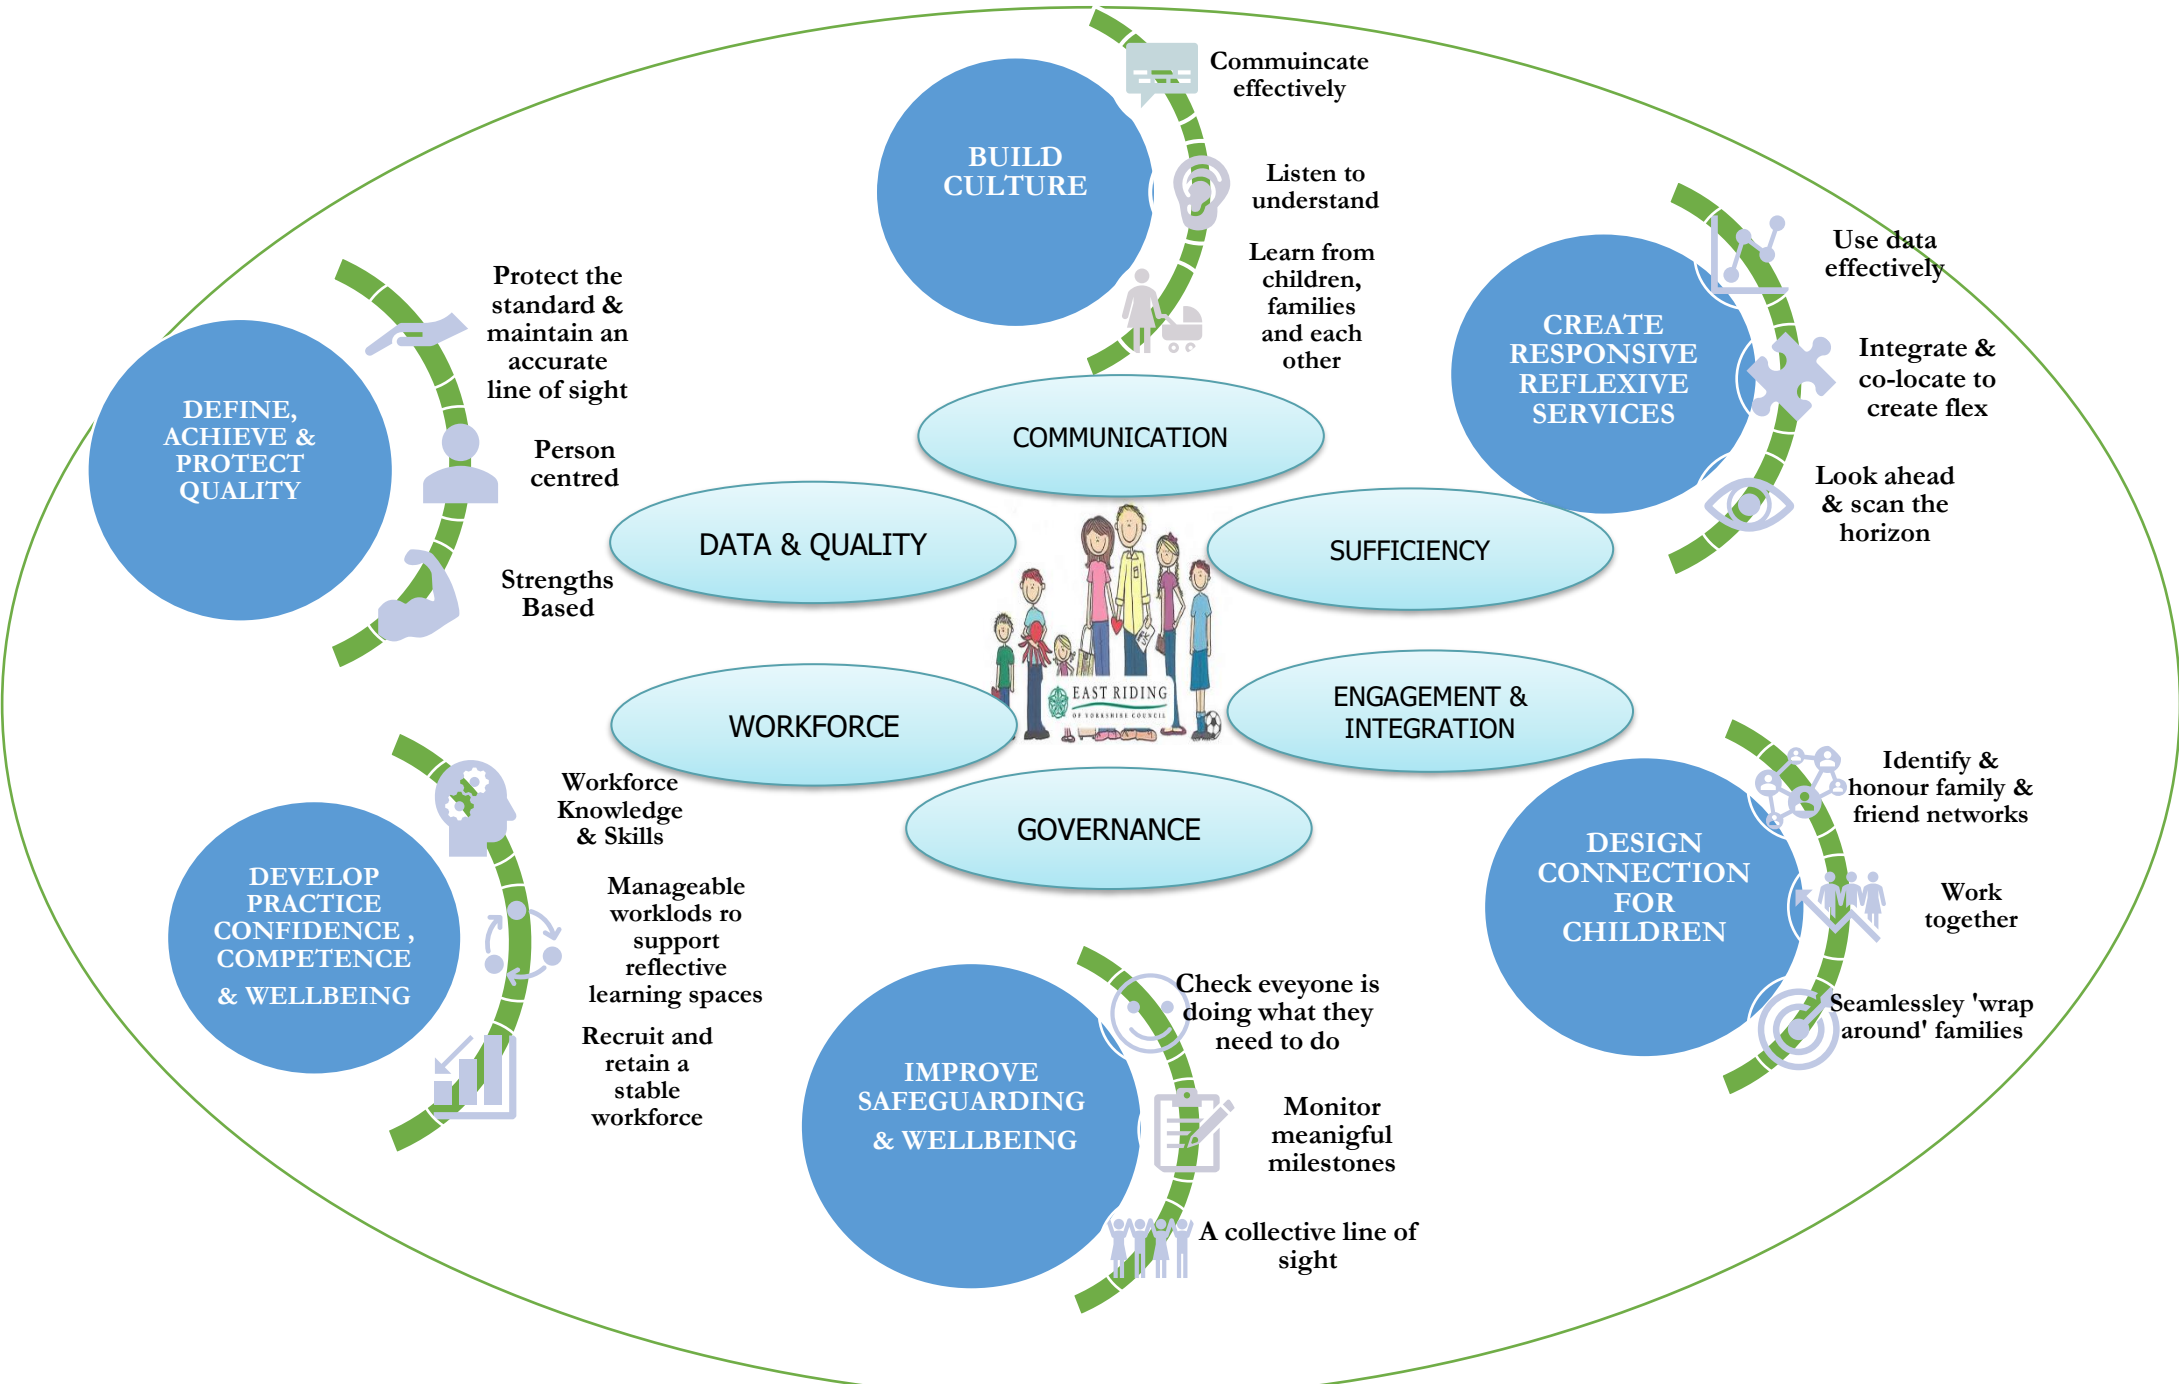 BUILD
CULTURE
Commuincate
effectively
Listen to
understand
Learn from
children,
families
and each
other
CREATE
RESPONSIVE
REFLEXIVE
SERVICES
Use data
effectively
Integrate &
co-locate to
create flex
Look ahead
& scan the
horizon
DEFINE,
ACHIEVE &
PROTECT
QUALITY
Protect the
standard &
maintain an
accurate
line of sight
Person
centred
Strengths
Based
COMMUNICATION
DATA & QUALITY
SUFFICIENCY
WORKFORCE
ENGAGEMENT &
INTEGRATION
GOVERNANCE
EAST RIDING
OF YORKSHIRE COUNCIL
DEVELOP
PRACTICE
CONFIDENCE ,
COMPETENCE
& WELLBEING
Workforce
Knowledge
& Skills
Manageable
worklods ro
support
reflective
learning spaces
Recruit and
retain a
stable
workforce
DESIGN
CONNECTION
FOR
CHILDREN
Identify &
honour family &
friend networks
Work
together
Seamlessley 'wrap
around' families
IMPROVE
SAFEGUARDING
& WELLBEING
Check eveyone is
doing what they
need to do
Monitor
meanigful
milestones
A collective line of
sight